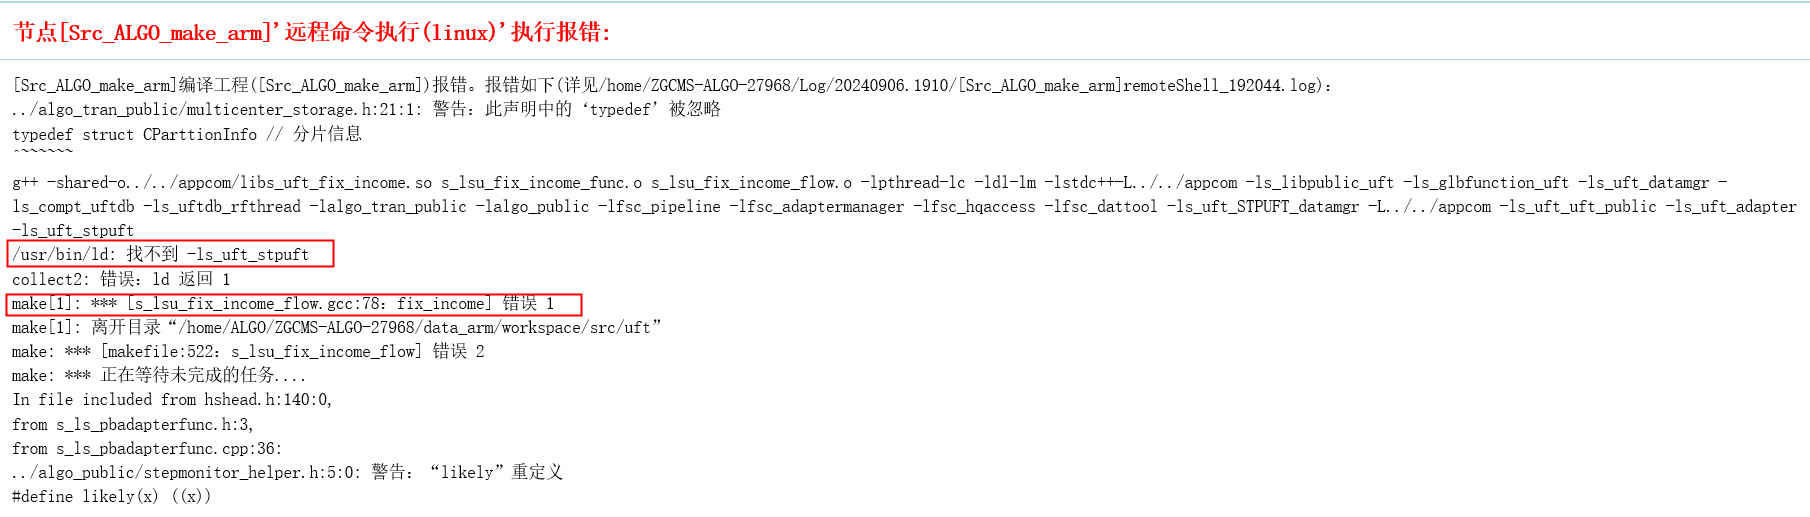 节点[Src_ALGO_make_arm]'远程命令执行(linux)'执行报错:
[Src_ALGO_make_arm]编译工程([Src_ALGO_make_arm])报错。报错如下(详见/home/ZGCMS-ALGO-27968/Log/20240906.1910/[Src_ALGO_make_arm]remoteShell_192044.log):
../algo_tran_public/multicenter_storage.h:21:1: 警告：此声明中的‘typedef’被忽略
typedef struct CParttionInfo // 分片信息
^~~~~~~
g++ -shared-o../../appcom/libs_uft_fix_income.so s_lsu_fix_income_func.o s_lsu_fix_income_flow.o -lpthread-lc -ldl-lm -lstdc++-L../../appcom -ls_libpublic_uft -ls_glbfunction_uft -ls_uft_datamgr -
ls_compt_uftdb -ls_uftdb_rfthread -lalgo_tran_public -lalgo_public -lfsc_pipeline -lfsc_adaptermanager -lfsc_hqaccess -lfsc_dattool -ls_uft_STPUFT_datamgr -L../../appcom -ls_uft_uft_public -ls_uft_adapter
-ls_uft_stpuft
/usr/bin/ld: 找不到 -ls_uft_stpuft
collect2: 错误：ld 返回 1
make[1]: *** [s_lsu_fix_income_flow.gcc:78：fix_income] 错误 1
make[1]: 离开目录“/home/ALGO/ZGCMS-ALGO-27968/data_arm/workspace/src/uft”
make: *** [makefile:522：s_lsu_fix_income_flow] 错误 2
make: *** 正在等待未完成的任务....
In file included from hshead.h:140:0,
from s_ls_pbadapterfunc.h:3,
from s_ls_pbadapterfunc.cpp:36:
../algo_public/stepmonitor_helper.h:5:0: 警告：“likely”重定义
#define likely(x) ((x))